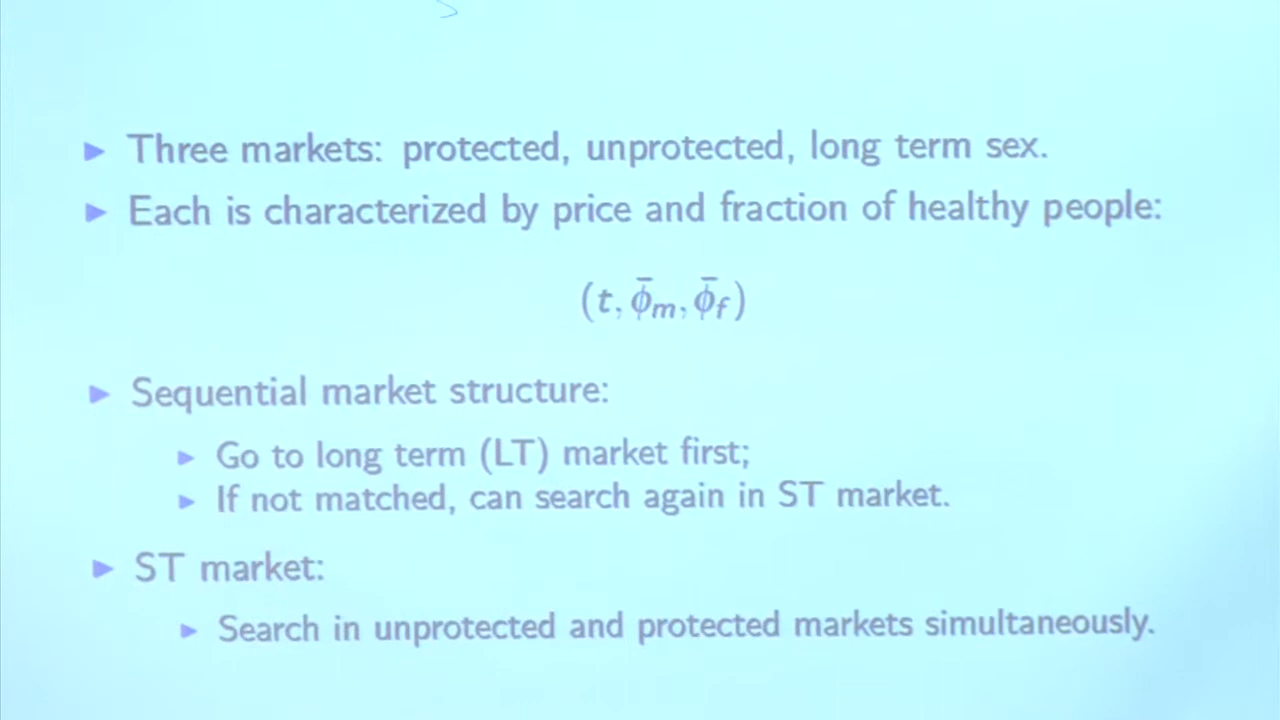 ▶ Three markets: protected, unprotected, long term sex.
▶ Each is characterized by price and fraction of healthy people:
(t, ϕ̄ₘ, ϕ̄_f)
▶ Sequential market structure:
▶ Go to long term (LT) market first;
▶ If not matched, can search again in ST market.
▶ ST market:
▶ Search in unprotected and protected markets simultaneously.